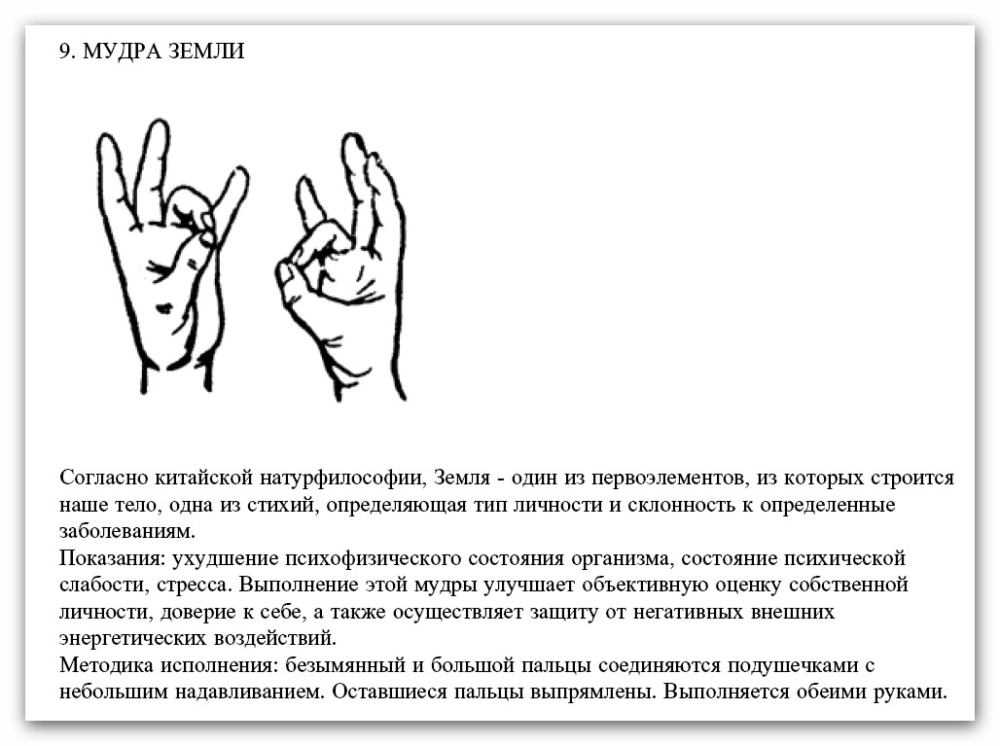 9. МУДРА ЗЕМЛИ
Согласно китайской натурфилософии, Земля - один из первоэлементов, из которых строится
наше тело, одна из стихий, определяющая тип личности и склонность к определенные
заболеваниям.
Показания: ухудшение психофизического состояния организма, состояние психической
слабости, стресса. Выполнение этой мудры улучшает объективную оценку собственной
личности, доверие к себе, а также осуществляет защиту от негативных внешних
энергетических воздействий.
Методика исполнения: безымянный и большой пальцы соединяются подушечками с
небольшим надавливанием. Оставшиеся пальцы выпрямлены. Выполняется обеими руками.